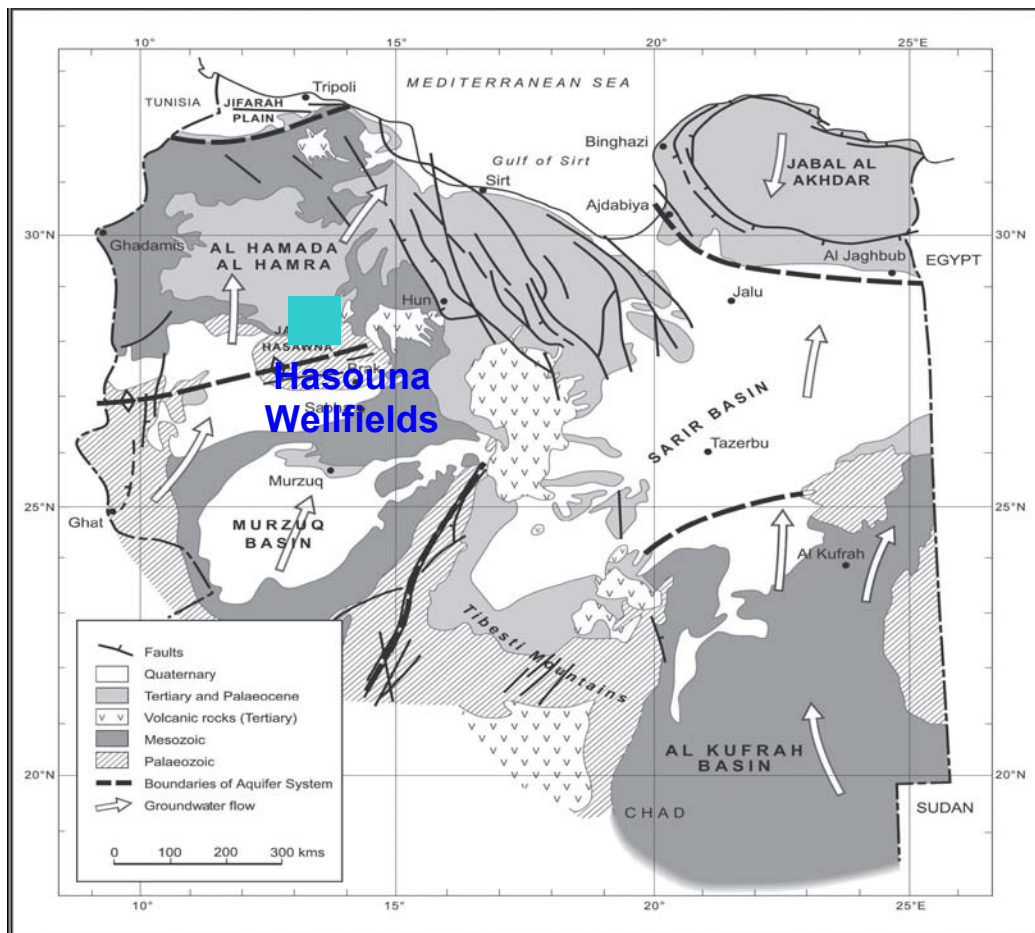 10°
15°
20°
25°E
TUNISIA
Tripoli
JIFARAH
PLAIN
MEDITERRANEAN SEA
Binghazi
Gulf of Sirt
JABAL AL
AKHDAR
Sirt
Ajdabiya
30°
30°N
Ghadamis
AL HAMADA
AL HAMRA
Al Jaghbub
EGYPT
Hun
Jalu
HASAWNA
Brak
Hasouna
Sabha
Wellfields
SARIR BASIN
Tazerbu
Murzuq
25°
25°N
Ghat
MURZUQ
BASIN
Al Kufrah
Tibesti Mountains
Faults
Quaternary
Tertiary and Palaeocene
Volcanic rocks (Tertiary)
Mesozoic
Palaeozoic
Boundaries of Aquifer System
Groundwater flow
0 100 200 300 kms
AL KUFRAH
BASIN
20°N
CHAD
SUDAN
10°
15°
20°
25°E